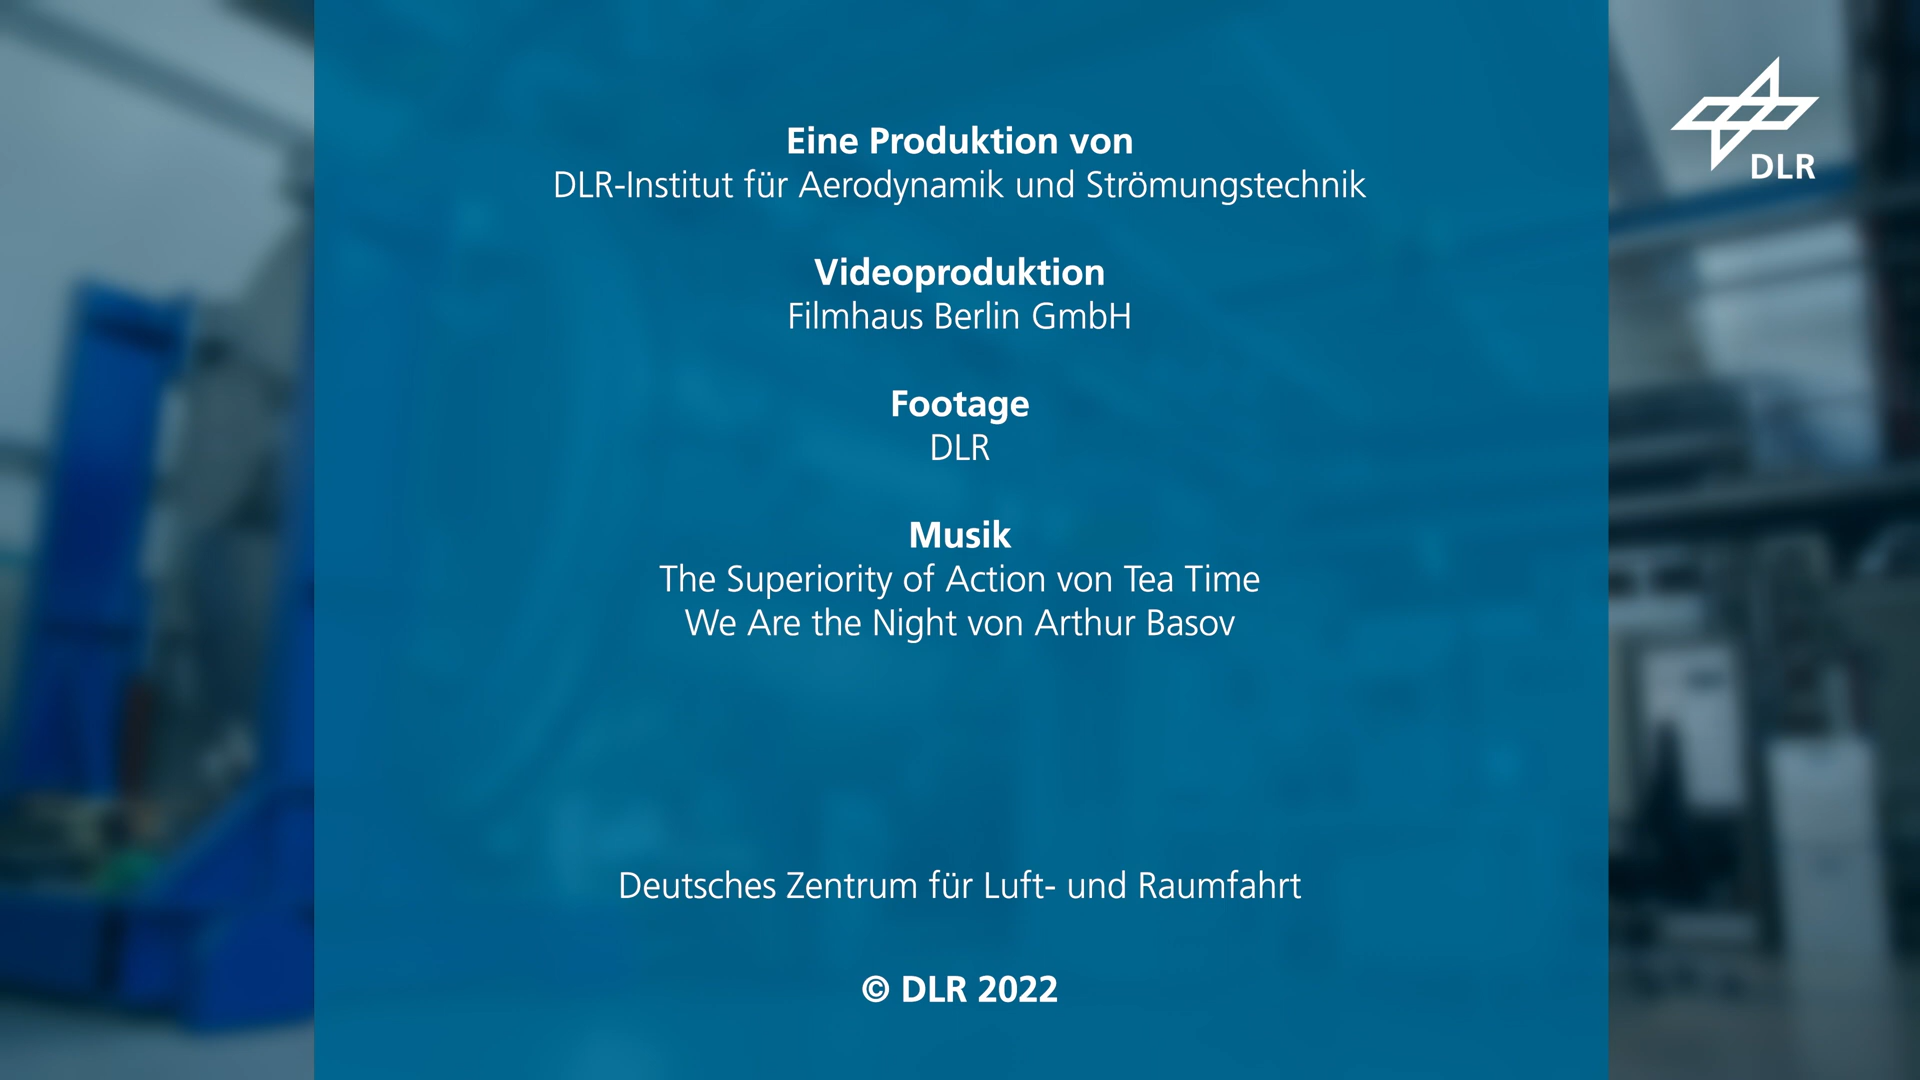 Eine Produktion von
DLR-Institut für Aerodynamik und Strömungstechnik
Videoproduktion
Filmhaus Berlin GmbH
Footage
DLR
Musik
The Superiority of Action von Tea Time
We Are the Night von Arthur Basov
Deutsches Zentrum für Luft- und Raumfahrt
© DLR 2022
DLR